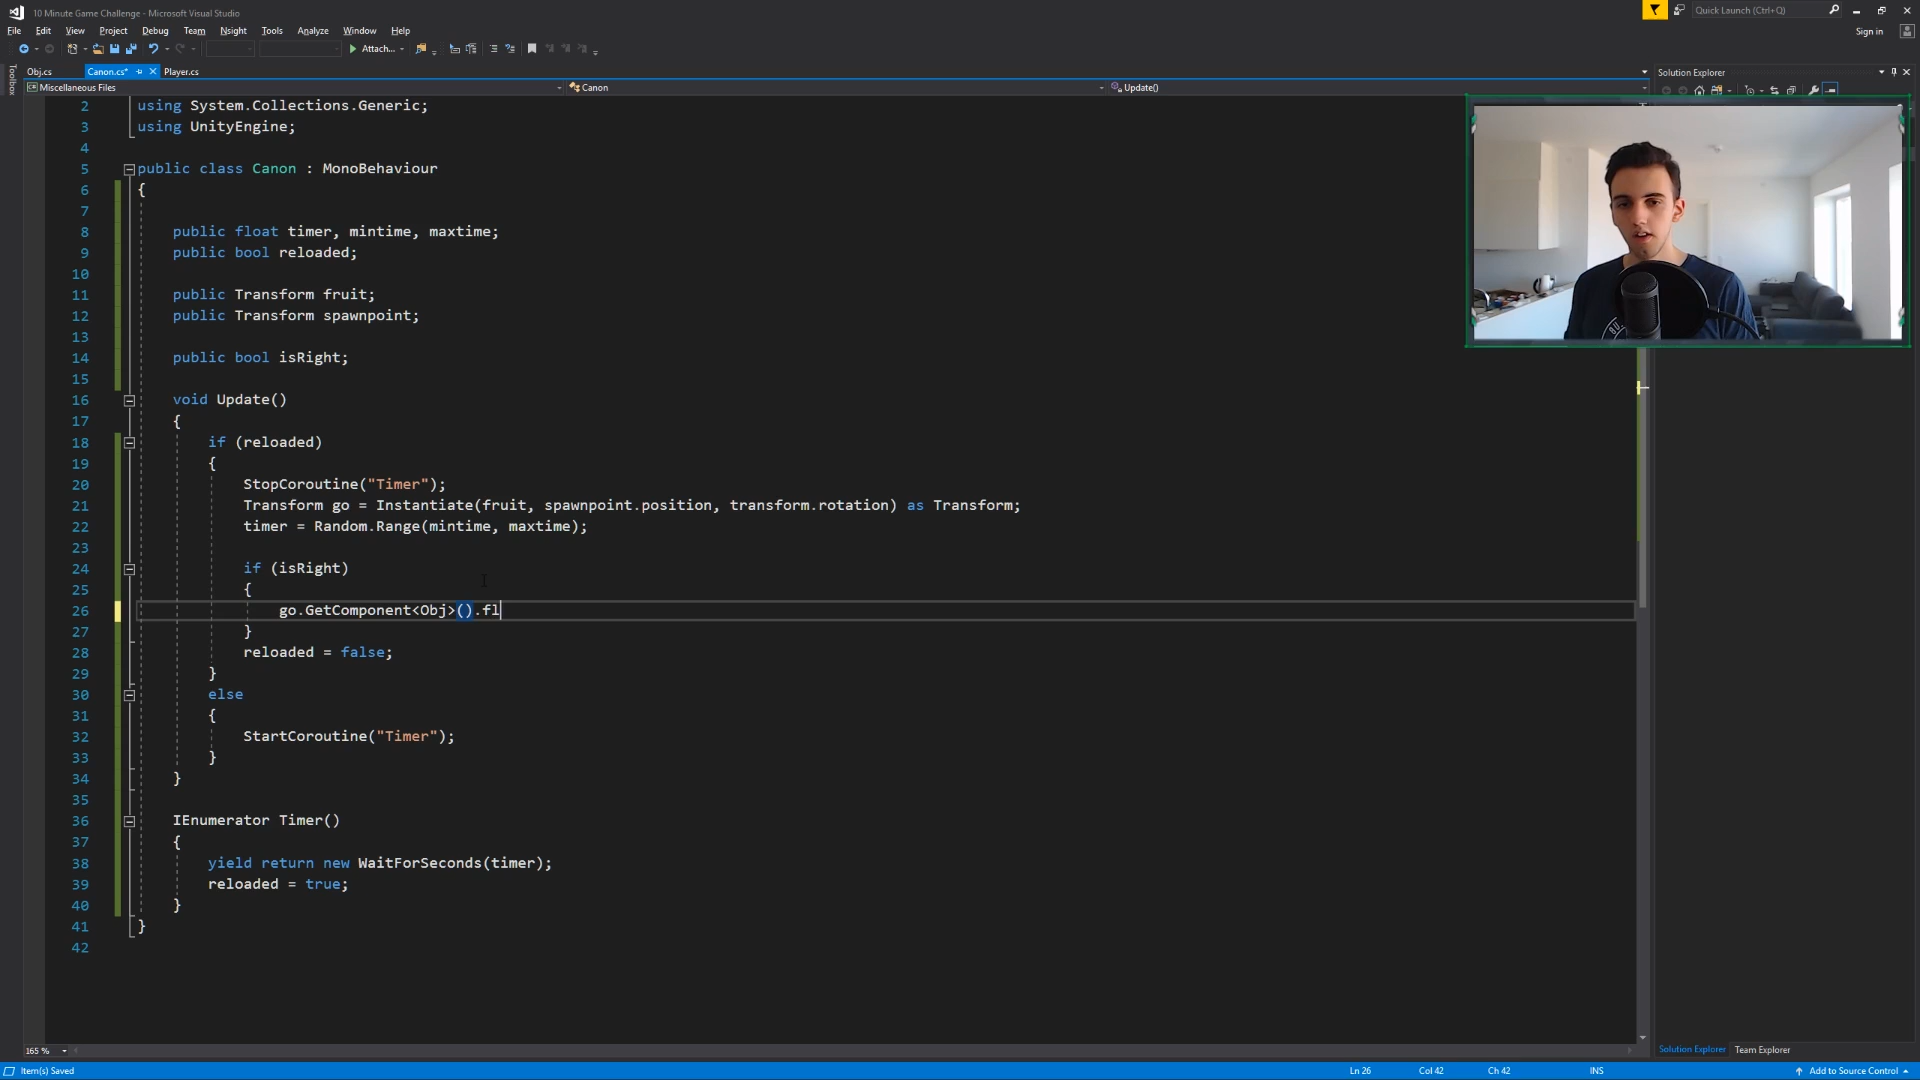 10 Minute Game Challenge - Microsoft Visual Studio
Quick Launch (Ctrl+Q)
File Edit View Project Debug Team Nsight Tools Analyze Window Help
Sign in
Attach...
Toolbox
Obj.cs Canon.cs* Player.cs
Solution Explorer
Miscellaneous Files Canon Update()
2 using System.Collections.Generic;
3 using UnityEngine;
4
5 public class Canon : MonoBehaviour
6 {
7
8 public float timer, mintime, maxtime;
9 public bool reloaded;
10
11 public Transform fruit;
12 public Transform spawnpoint;
13
14 public bool isRight;
15
16 void Update()
17 {
18 if (reloaded)
19 {
20 StopCoroutine("Timer");
21 Transform go = Instantiate(fruit, spawnpoint.position, transform.rotation) as Transform;
22 timer = Random.Range(mintime, maxtime);
23
24 if (isRight)
25 {
26 go.GetComponent<Obj>().fl
27 }
28 reloaded = false;
29 }
30 else
31 {
32 StartCoroutine("Timer");
33 }
34 }
35
36 IEnumerator Timer()
37 {
38 yield return new WaitForSeconds(timer);
39 reloaded = true;
40 }
41 }
42
165 %
Solution Explorer Team Explorer
Item(s) Saved Ln 26 Col 42 Ch 42 INS Add to Source Control